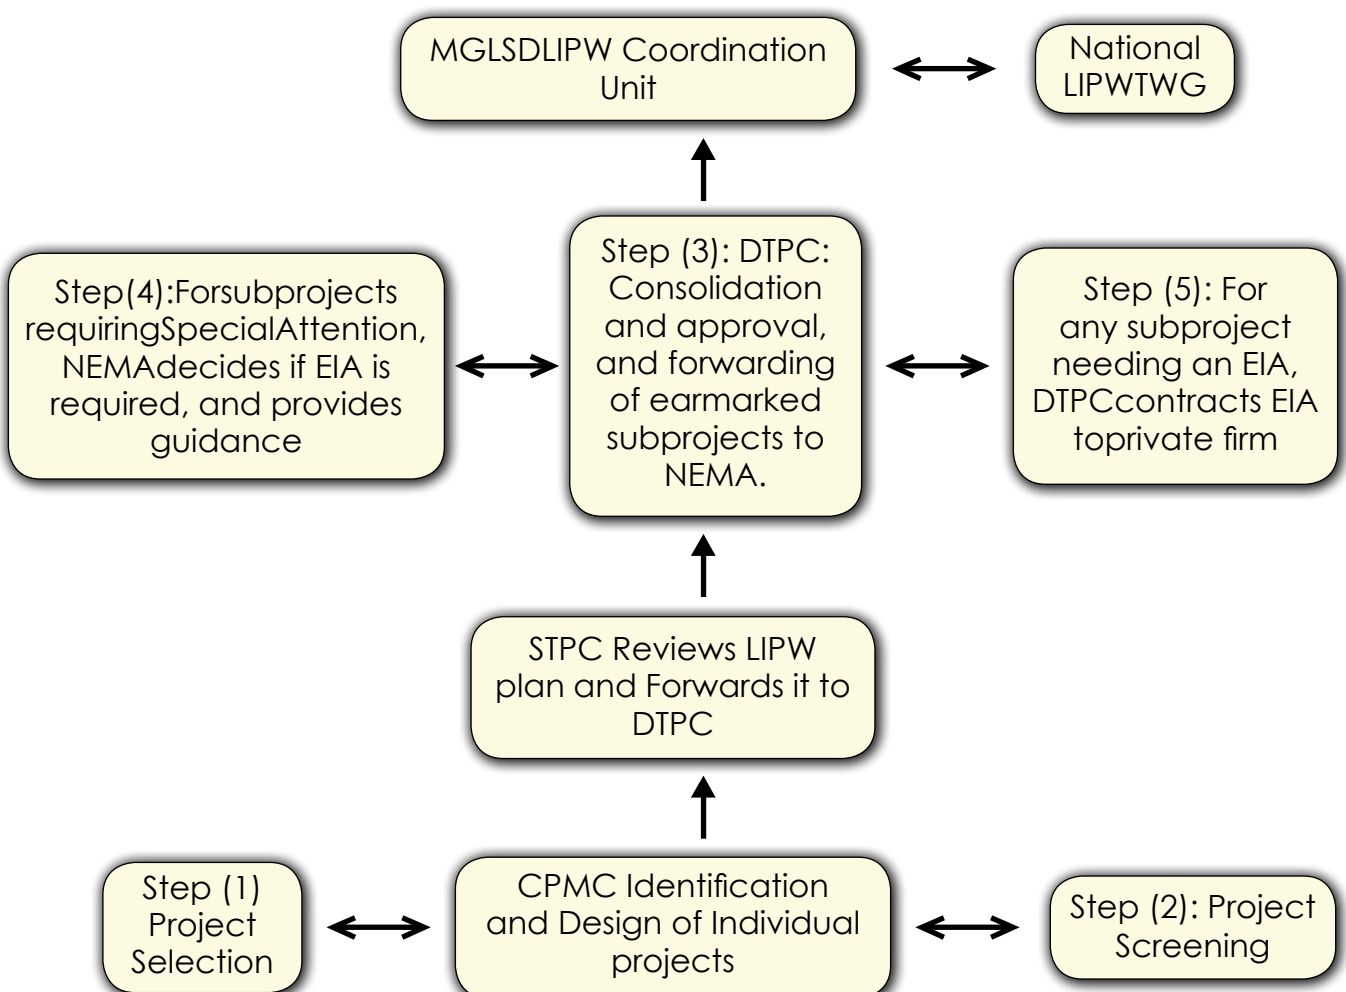 MGLSDLIPW Coordination
Unit
National
LIPWTWG
Step(4):Forsubprojects
requiringSpecialAttention,
NEMAdecides if EIA is
required, and provides
guidance
Step (3): DTPC:
Consolidation
and approval,
and forwarding
of earmarked
subprojects to
NEMA.
Step (5): For
any subproject
needing an EIA,
DTPCcontracts EIA
toprivate firm
STPC Reviews LIPW
plan and Forwards it to
DTPC
Step (1)
Project
Selection
CPMC Identification
and Design of Individual
projects
Step (2): Project
Screening